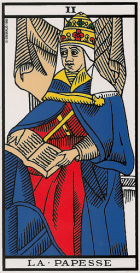 II
LA · PAPESSE